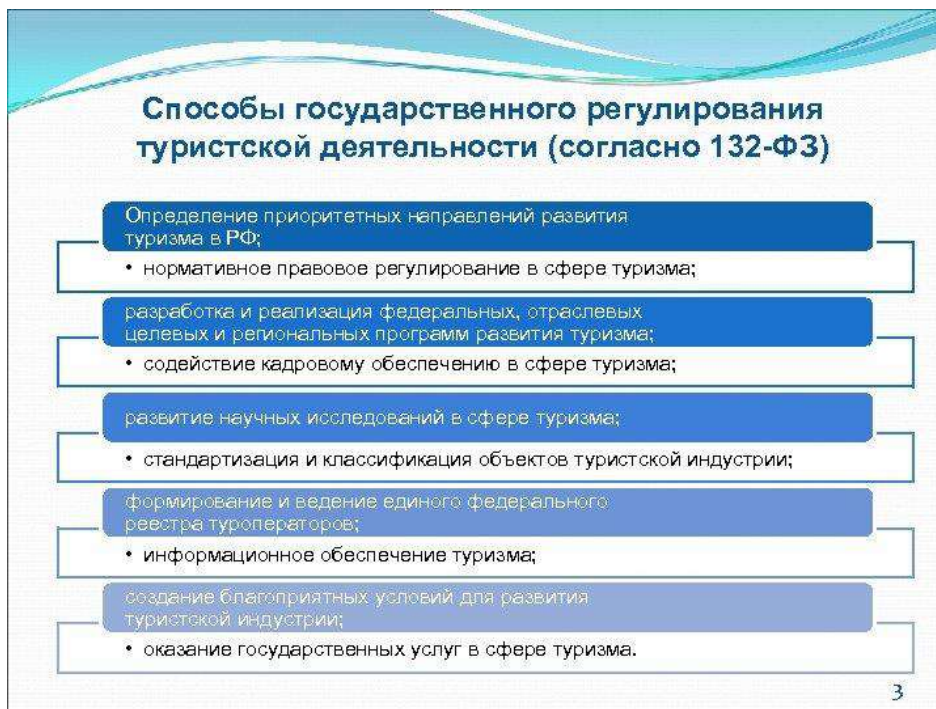 Способы государственного регулирования
туристской деятельности (согласно 132-ФЗ)
Определение приоритетных направлений развития
туризма в РФ;
• нормативное правовое регулирование в сфере туризма;
разработка и реализация федеральных, отраслевых
целевых и региональных программ развития туризма;
• содействие кадровому обеспечению в сфере туризма;
развитие научных исследований в сфере туризма;
• стандартизация и классификация объектов туристской индустрии;
формирование и ведение единого федерального
реестра туроператоров;
• информационное обеспечение туризма;
создание благоприятных условий для развития
туристской индустрии;
• оказание государственных услуг в сфере туризма.
3